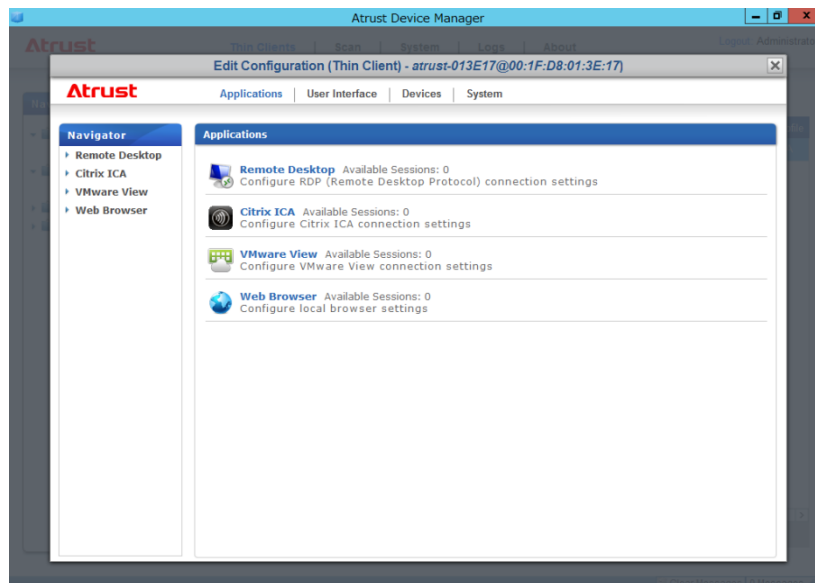 Atrust Device Manager
Atrust
Thin Clients | Scan | System | Logs | About
Logout: Administrato
Edit Configuration (Thin Client) - atrust-013E17@00:1F:D8:01:3E:17)
Atrust
Applications | User Interface | Devices | System
Navigator
Remote Desktop
Citrix ICA
VMware View
Web Browser
Applications
Remote Desktop Available Sessions: 0
Configure RDP (Remote Desktop Protocol) connection settings
Citrix ICA Available Sessions: 0
Configure Citrix ICA connection settings
VMware View Available Sessions: 0
Configure VMware View connection settings
Web Browser Available Sessions: 0
Configure local browser settings